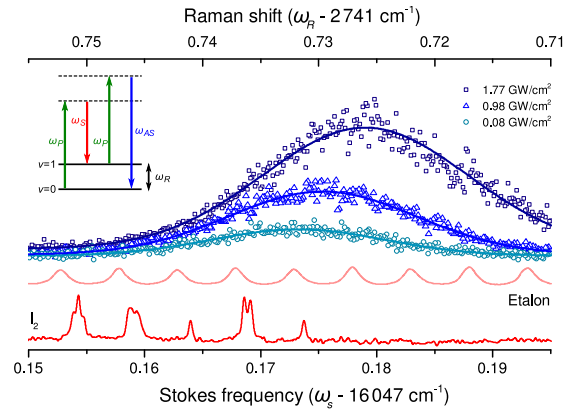 Raman shift (ω_R - 2741 cm⁻¹)
0.75 0.74 0.73 0.72 0.71
1.77 GW/cm²
0.98 GW/cm²
0.08 GW/cm²
ω_P ω_S ω_P ω_AS
v=1
ω_R
v=0
Etalon
I₂
0.15 0.16 0.17 0.18 0.19
Stokes frequency (ω_s - 16047 cm⁻¹)